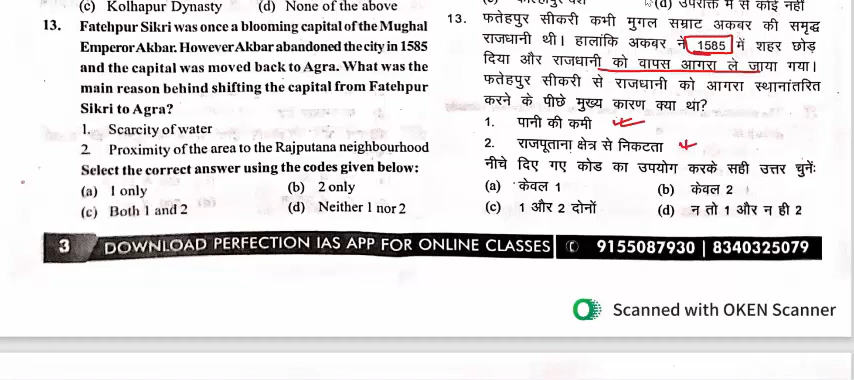 (c) Kolhapur Dynasty (d) None of the above
13. Fatehpur Sikri was once a blooming capital of the Mughal
Emperor Akbar. However Akbar abandoned the city in 1585
and the capital was moved back to Agra. What was the
main reason behind shifting the capital from Fatehpur
Sikri to Agra?
1. Scarcity of water
2. Proximity of the area to the Rajputana neighbourhood
Select the correct answer using the codes given below:
(a) 1 only (b) 2 only
(c) Both 1 and 2 (d) Neither 1 nor 2
(d) उपरोक्त में से कोई नहीं
13. फतेहपुर सीकरी कभी मुगल सम्राट अकबर की समृद्ध
राजधानी थी। हालांकि अकबर ने 1585 में शहर छोड़
दिया और राजधानी को वापस आगरा ले जाया गया।
फतेहपुर सीकरी से राजधानी को आगरा स्थानांतरित
करने के पीछे मुख्य कारण क्या था?
1. पानी की कमी
2. राजपूताना क्षेत्र से निकटता
नीचे दिए गए कोड का उपयोग करके सही उत्तर चुनेंः
(a) केवल 1 (b) केवल 2
(c) 1 और 2 दोनों (d) न तो 1 और न ही 2
3 DOWNLOAD PERFECTION IAS APP FOR ONLINE CLASSES 9155087930 | 8340325079
Scanned with OKEN Scanner